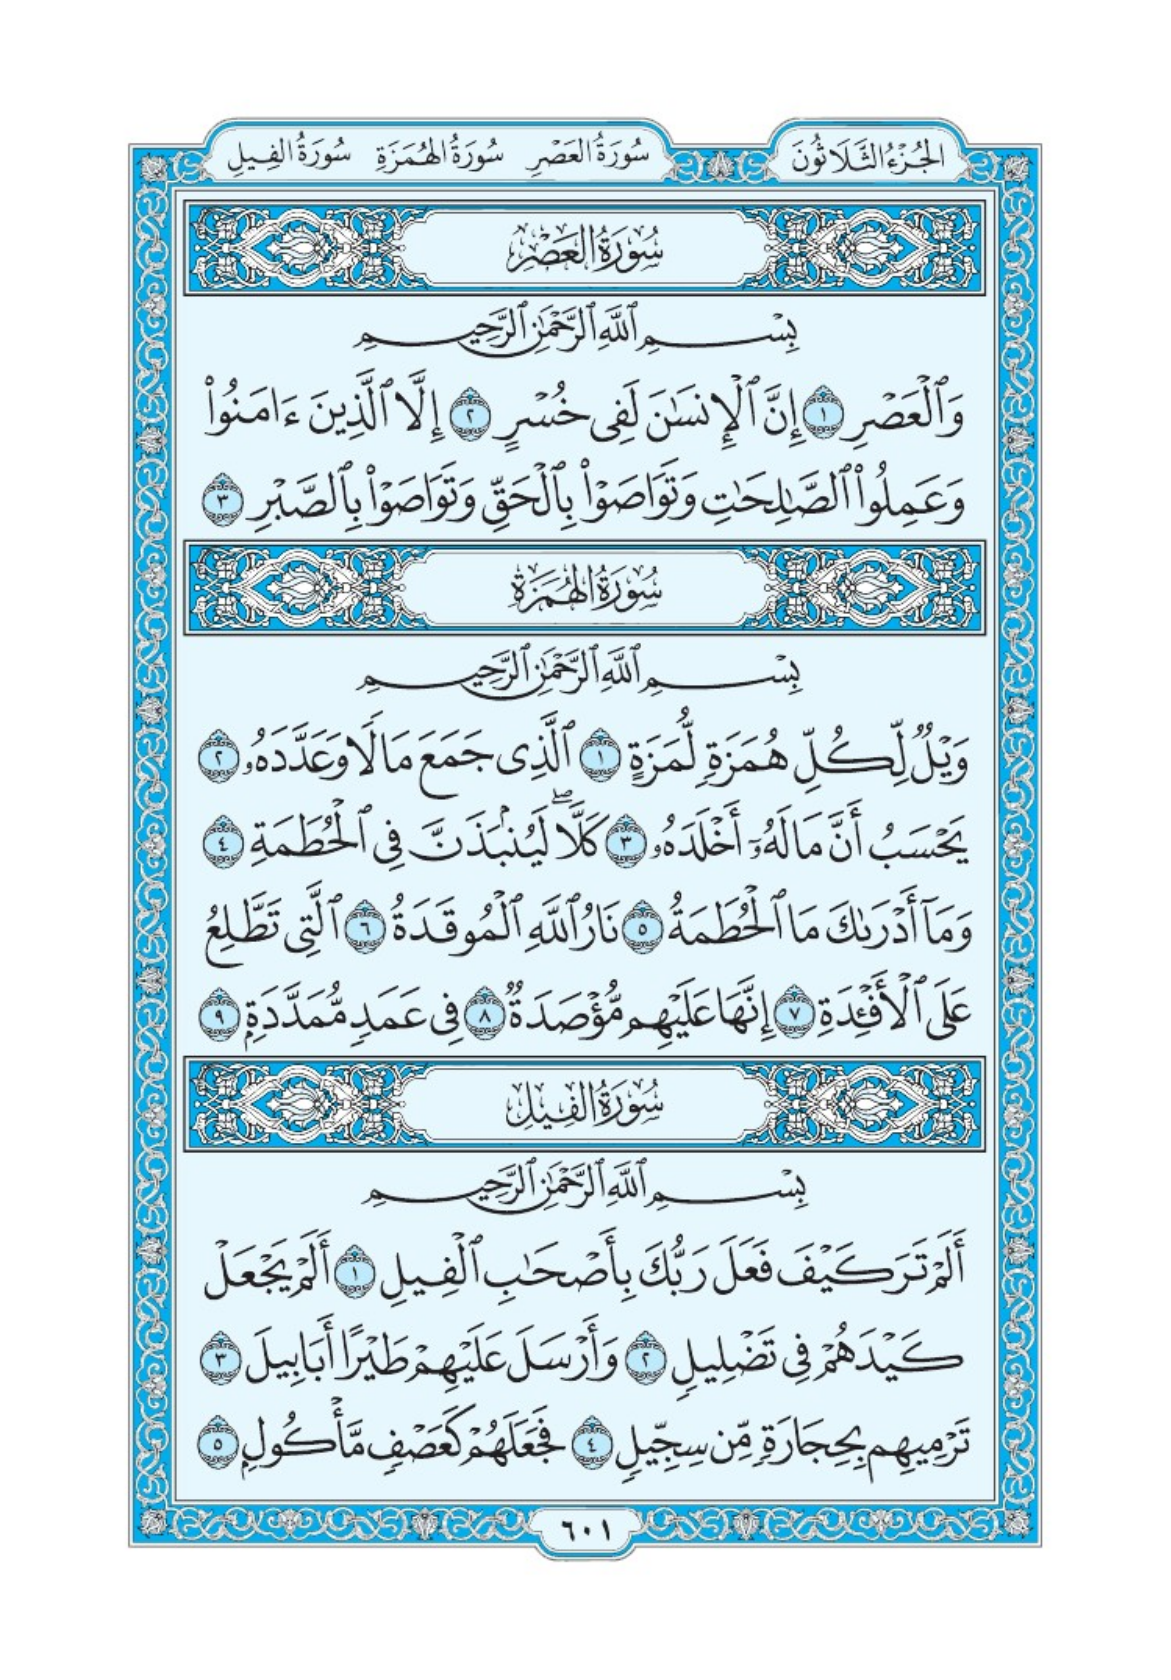 الجُزْءُ الثَّلَاثُونَ
سُورَةُ العَصْرِ سُورَةُ الهُمَزَةِ سُورَةُ الفِيلِ
سُورَةُ العَصْرِ
بِسْمِ ٱللَّهِ ٱلرَّحْمَٰنِ ٱلرَّحِيمِ
وَٱلْعَصْرِ ١ إِنَّ ٱلْإِنسَٰنَ لَفِى خُسْرٍ ٢ إِلَّا ٱلَّذِينَ ءَامَنُوا۟
وَعَمِلُوا۟ ٱلصَّٰلِحَٰتِ وَتَوَاصَوْا۟ بِٱلْحَقِّ وَتَوَاصَوْا۟ بِٱلصَّبْرِ ٣
سُورَةُ الهُمَزَةِ
بِسْمِ ٱللَّهِ ٱلرَّحْمَٰنِ ٱلرَّحِيمِ
وَيْلٌ لِّكُلِّ هُمَزَةٍ لُّمَزَةٍ ١ ٱلَّذِى جَمَعَ مَالًا وَعَدَّدَهُۥ ٢
يَحْسَبُ أَنَّ مَالَهُۥٓ أَخْلَدَهُۥ ٣ كَلَّا ۖ لَيُنۢبَذَنَّ فِى ٱلْحُطَمَةِ ٤
وَمَآ أَدْرَىٰكَ مَا ٱلْحُطَمَةُ ٥ نَارُ ٱللَّهِ ٱلْمُوقَدَةُ ٦ ٱلَّتِى تَطَّلِعُ
عَلَى ٱلْأَفْـِٔدَةِ ٧ إِنَّهَا عَلَيْهِم مُّؤْصَدَةٌ ٨ فِى عَمَدٍ مُّمَدَّدَةٍۭ ٩
سُورَةُ الفِيلِ
بِسْمِ ٱللَّهِ ٱلرَّحْمَٰنِ ٱلرَّحِيمِ
أَلَمْ تَرَ كَيْفَ فَعَلَ رَبُّكَ بِأَصْحَٰبِ ٱلْفِيلِ ١ أَلَمْ يَجْعَلْ
كَيْدَهُمْ فِى تَضْلِيلٍ ٢ وَأَرْسَلَ عَلَيْهِمْ طَيْرًا أَبَابِيلَ ٣
تَرْمِيهِم بِحِجَارَةٍ مِّن سِجِّيلٍ ٤ فَجَعَلَهُمْ كَعَصْفٍ مَّأْكُولٍۭ ٥
٦٠١